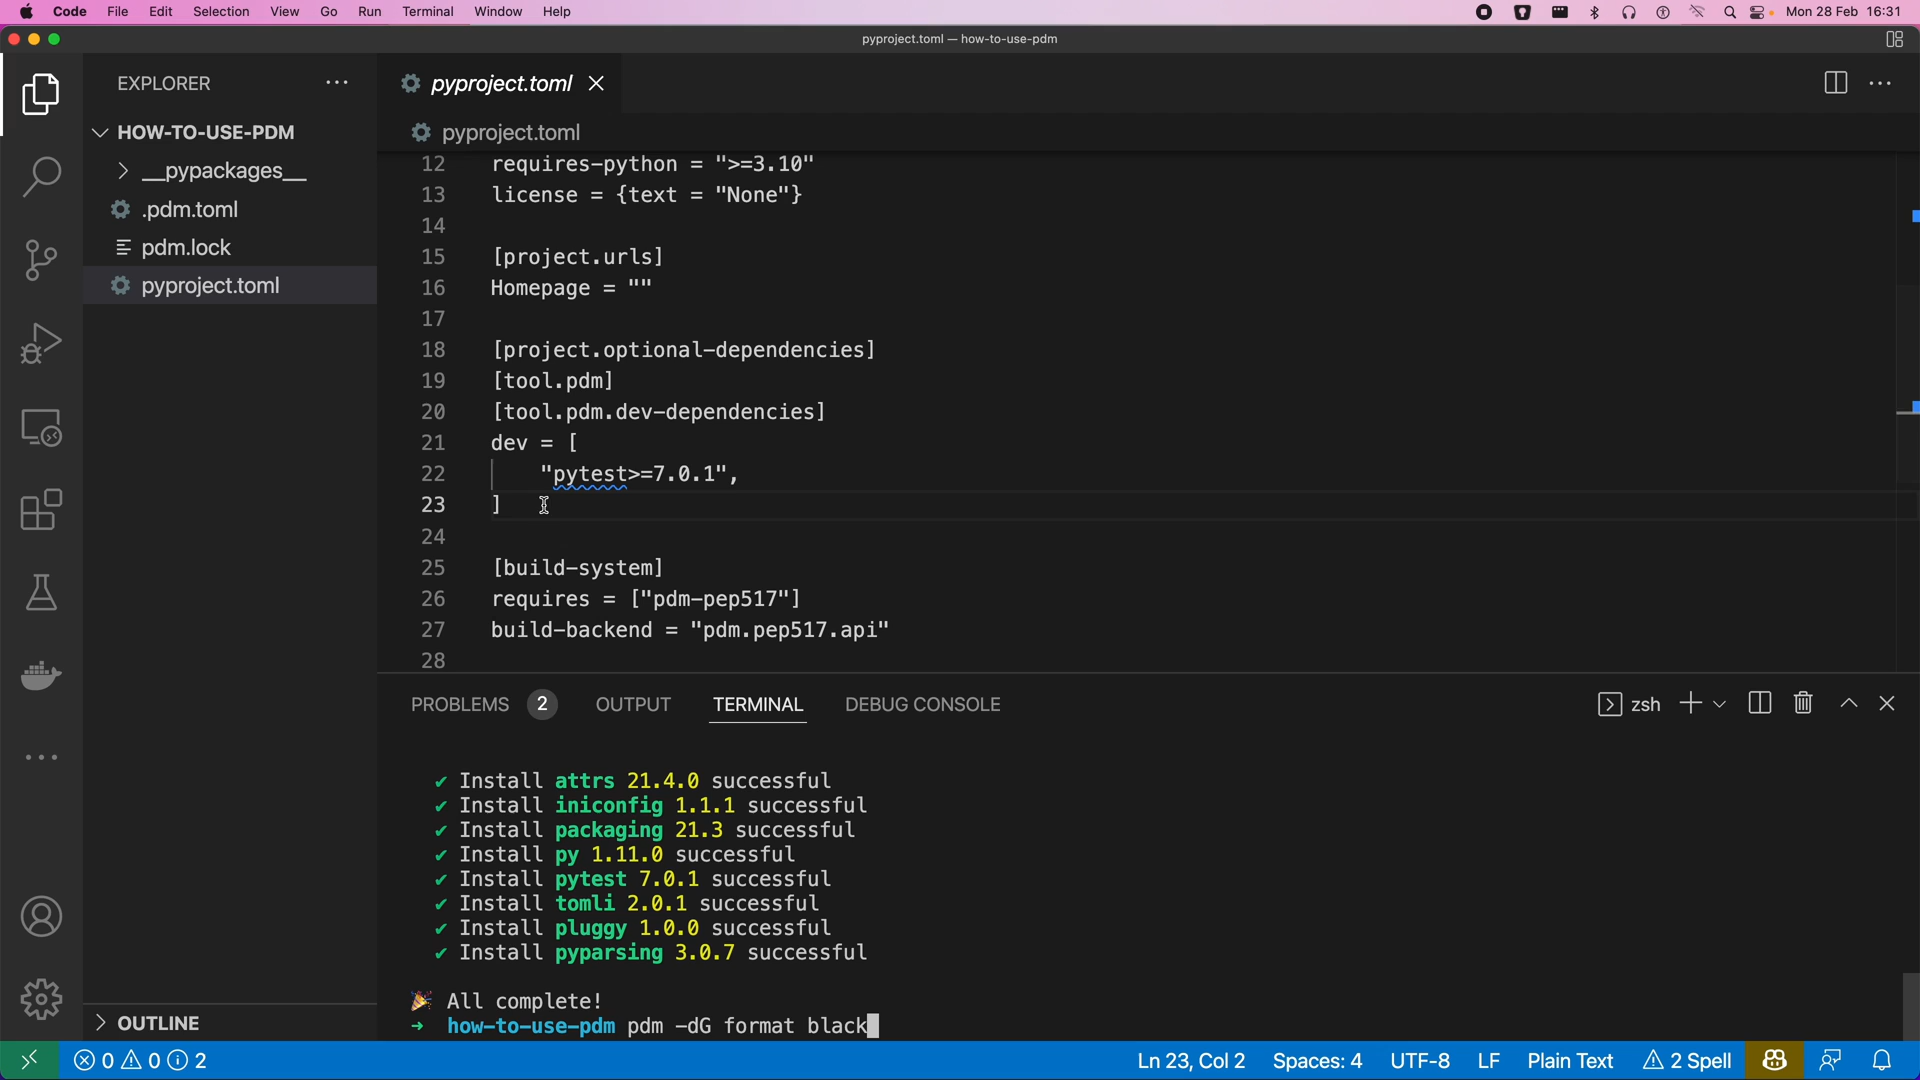 Code File Edit Selection View Go Run Terminal Window Help Mon 28 Feb 16:31
pyproject.toml — how-to-use-pdm
EXPLORER
HOW-TO-USE-PDM
__pypackages__
.pdm.toml
pdm.lock
pyproject.toml
OUTLINE
pyproject.toml
pyproject.toml
12 requires-python = ">=3.10"
13 license = {text = "None"}
14
15 [project.urls]
16 Homepage = ""
17
18 [project.optional-dependencies]
19 [tool.pdm]
20 [tool.pdm.dev-dependencies]
21 dev = [
22 "pytest>=7.0.1",
23 ]
24
25 [build-system]
26 requires = ["pdm-pep517"]
27 build-backend = "pdm.pep517.api"
28
PROBLEMS 2 OUTPUT TERMINAL DEBUG CONSOLE zsh
✔ Install attrs 21.4.0 successful
✔ Install iniconfig 1.1.1 successful
✔ Install packaging 21.3 successful
✔ Install py 1.11.0 successful
✔ Install pytest 7.0.1 successful
✔ Install tomli 2.0.1 successful
✔ Install pluggy 1.0.0 successful
✔ Install pyparsing 3.0.7 successful
🎉 All complete!
→ how-to-use-pdm pdm -dG format black
0 0 2 Ln 23, Col 2 Spaces: 4 UTF-8 LF Plain Text 2 Spell